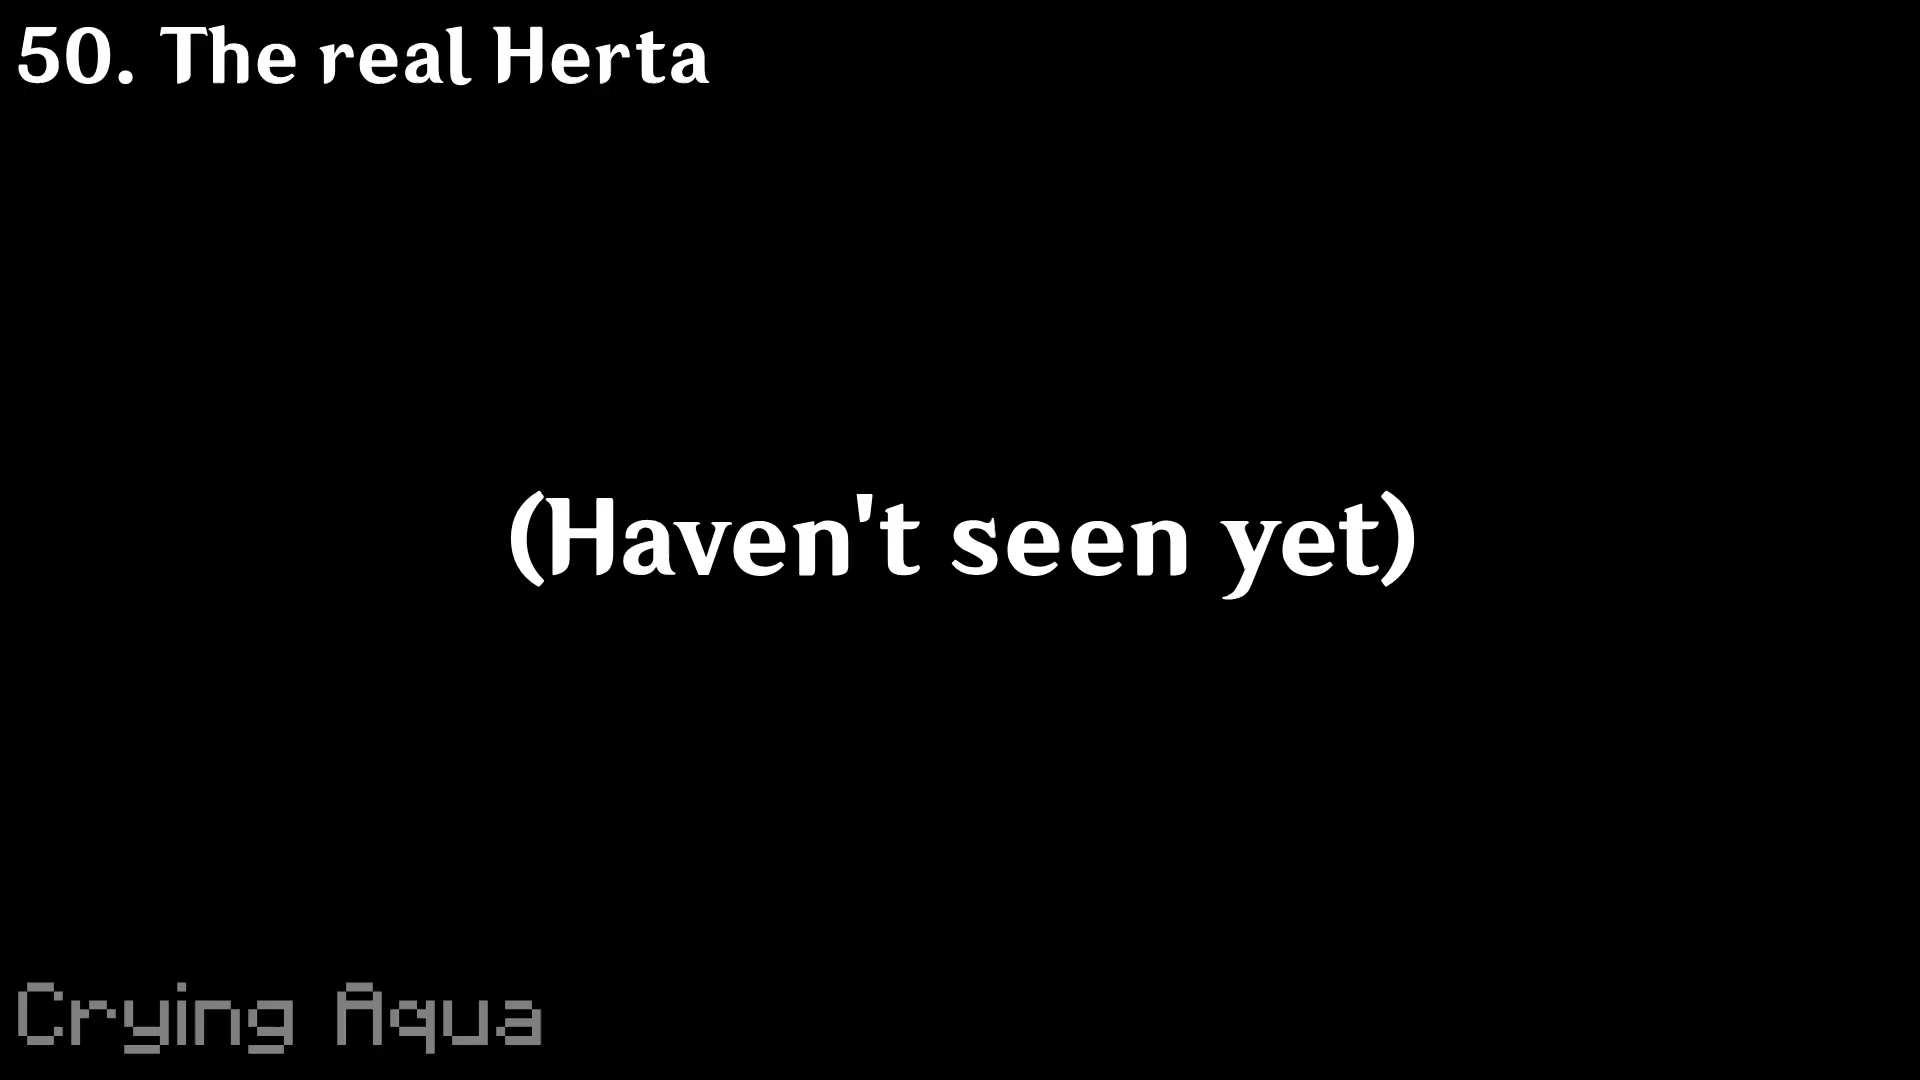 50. The real Herta
(Haven't seen yet)
Crying Aqua